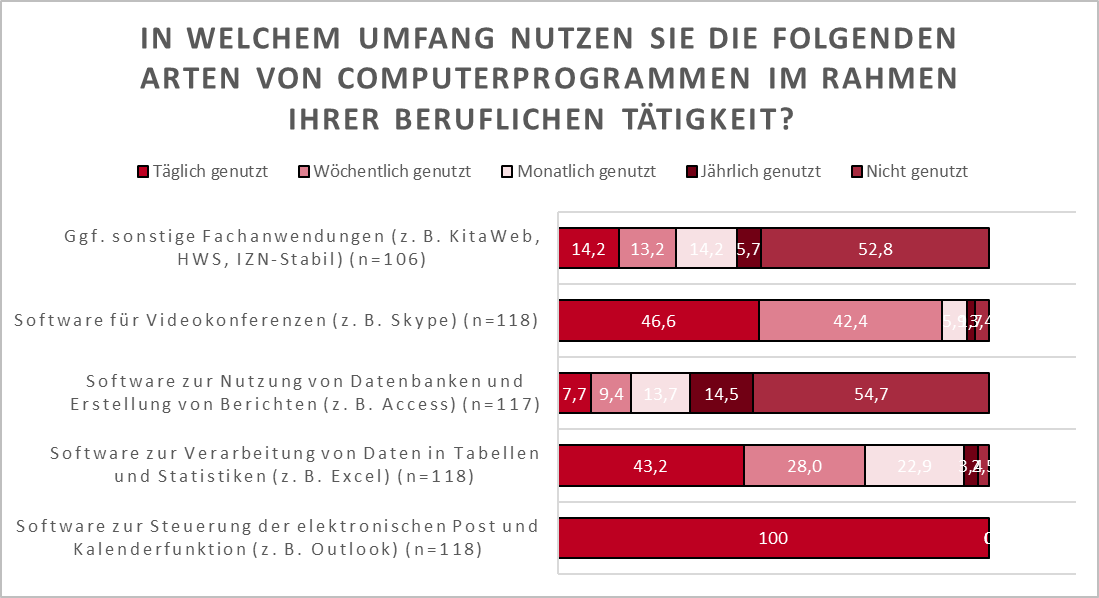 IN WELCHEM UMFANG NUTZEN SIE DIE FOLGENDEN
ARTEN VON COMPUTERPROGRAMMEN IM RAHMEN
IHRER BERUFLICHEN TÄTIGKEIT?
Täglich genutzt Wöchentlich genutzt Monatlich genutzt Jährlich genutzt Nicht genutzt
Ggf. sonstige Fachanwendungen (z. B. KitaWeb,
HWS, IZN-Stabil) (n=106)
14,2 13,2 14,2 5,7 52,8
Software für Videokonferenzen (z. B. Skype) (n=118)
46,6 42,4 5,9
Software zur Nutzung von Datenbanken und
Erstellung von Berichten (z. B. Access) (n=117)
7,7 9,4 13,7 14,5 54,7
Software zur Verarbeitung von Daten in Tabellen
und Statistiken (z. B. Excel) (n=118)
43,2 28,0 22,9
Software zur Steuerung der elektronischen Post und
Kalenderfunktion (z. B. Outlook) (n=118)
100